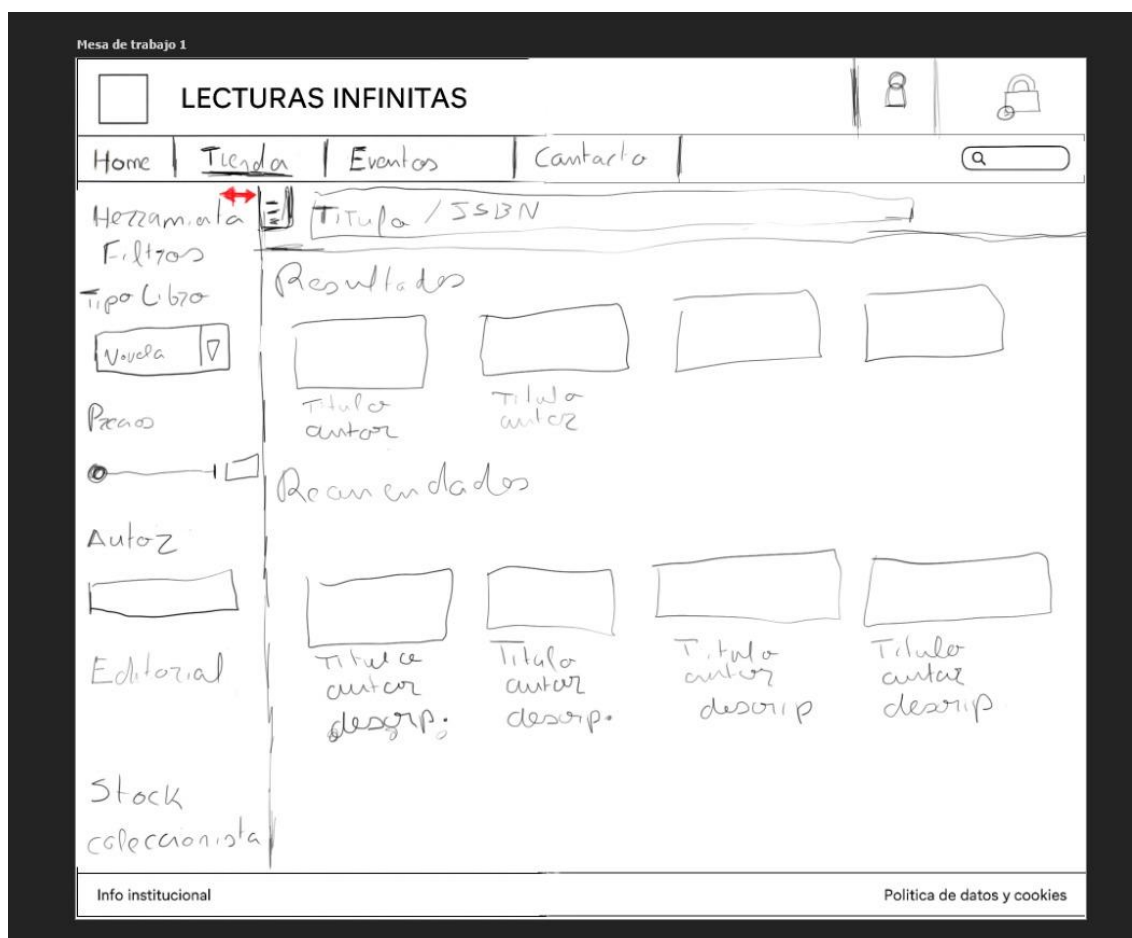 Mesa de trabajo 1
LECTURAS INFINITAS
Home Tienda Eventos Contacto
Herramienta
Filtros
Titulo / ISBN
Tipo Libro
Novela
Precios
Autor
Editorial
Stock
coleccionista
Resultados
Titulo Titulo
autor autor
Recomendados
Titulo Titulo Titulo Titulo
autor autor autor autor
descrip. descrip. descrip descrip
Info institucional Politica de datos y cookies